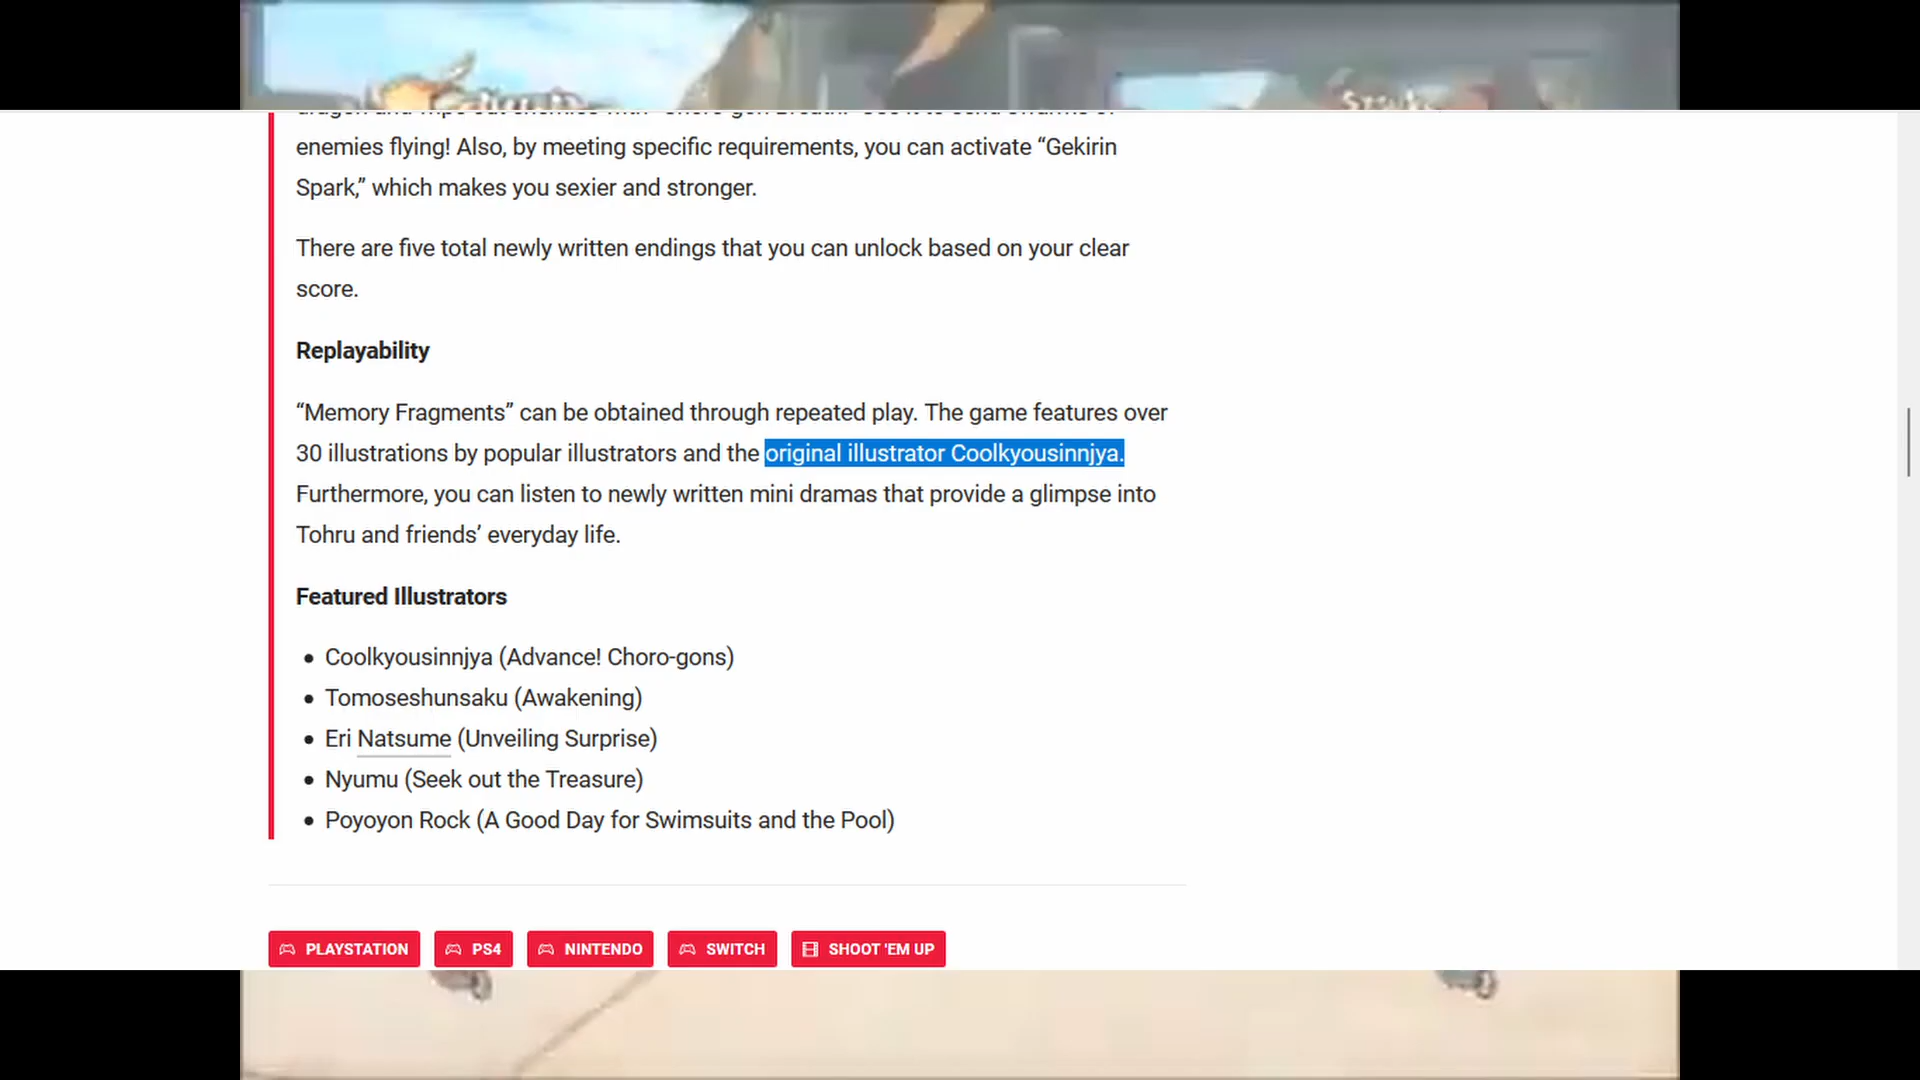 enemies flying! Also, by meeting specific requirements, you can activate “Gekirin
Spark,” which makes you sexier and stronger.
There are five total newly written endings that you can unlock based on your clear
score.
Replayability
“Memory Fragments” can be obtained through repeated play. The game features over
30 illustrations by popular illustrators and the original illustrator Coolkyousinnjya.
Furthermore, you can listen to newly written mini dramas that provide a glimpse into
Tohru and friends’ everyday life.
Featured Illustrators
Coolkyousinnjya (Advance! Choro-gons)
Tomoseshunsaku (Awakening)
Eri Natsume (Unveiling Surprise)
Nyumu (Seek out the Treasure)
Poyoyon Rock (A Good Day for Swimsuits and the Pool)
PLAYSTATION
PS4
NINTENDO
SWITCH
SHOOT 'EM UP